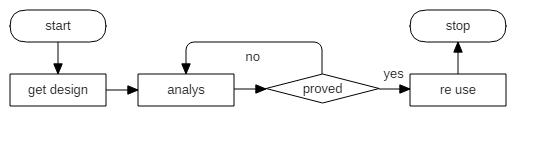 start
stop
no
yes
get design
analys
proved
re use